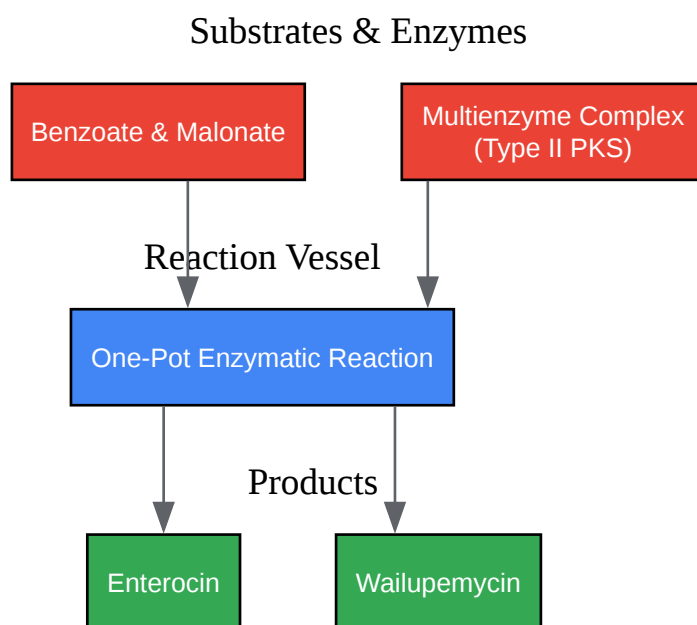 Substrates & Enzymes
Benzoate & Malonate
Multienzyme Complex
(Type II PKS)
Reaction Vessel
One-Pot Enzymatic Reaction
Products
Enterocin
Wailupemycin